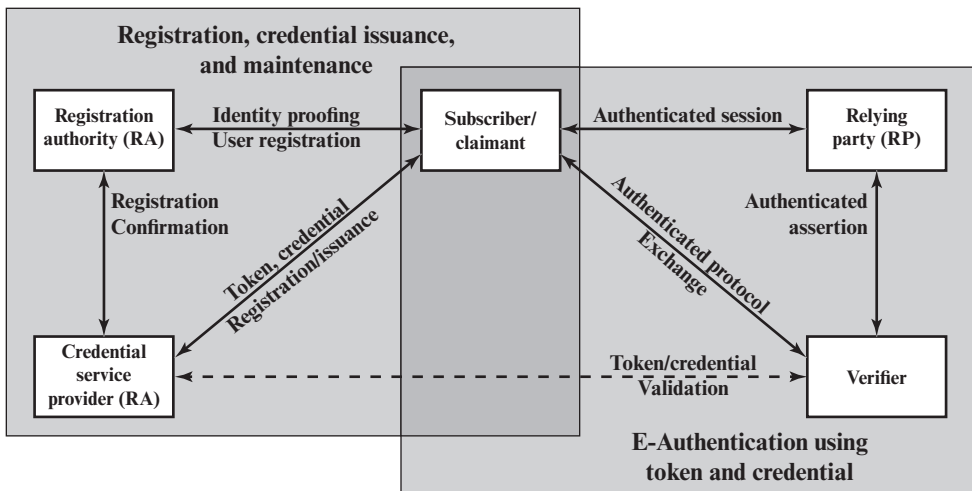 Registration, credential issuance,
and maintenance
Registration
authority (RA)
Identity proofing
User registration
Subscriber/
claimant
Authenticated session
Relying
party (RP)
Registration
Confirmation
Token, credential
Registration/issuance
Authenticated protocol
Exchange
Authenticated
assertion
Credential
service
provider (RA)
Token/credential
Validation
Verifier
E-Authentication using
token and credential